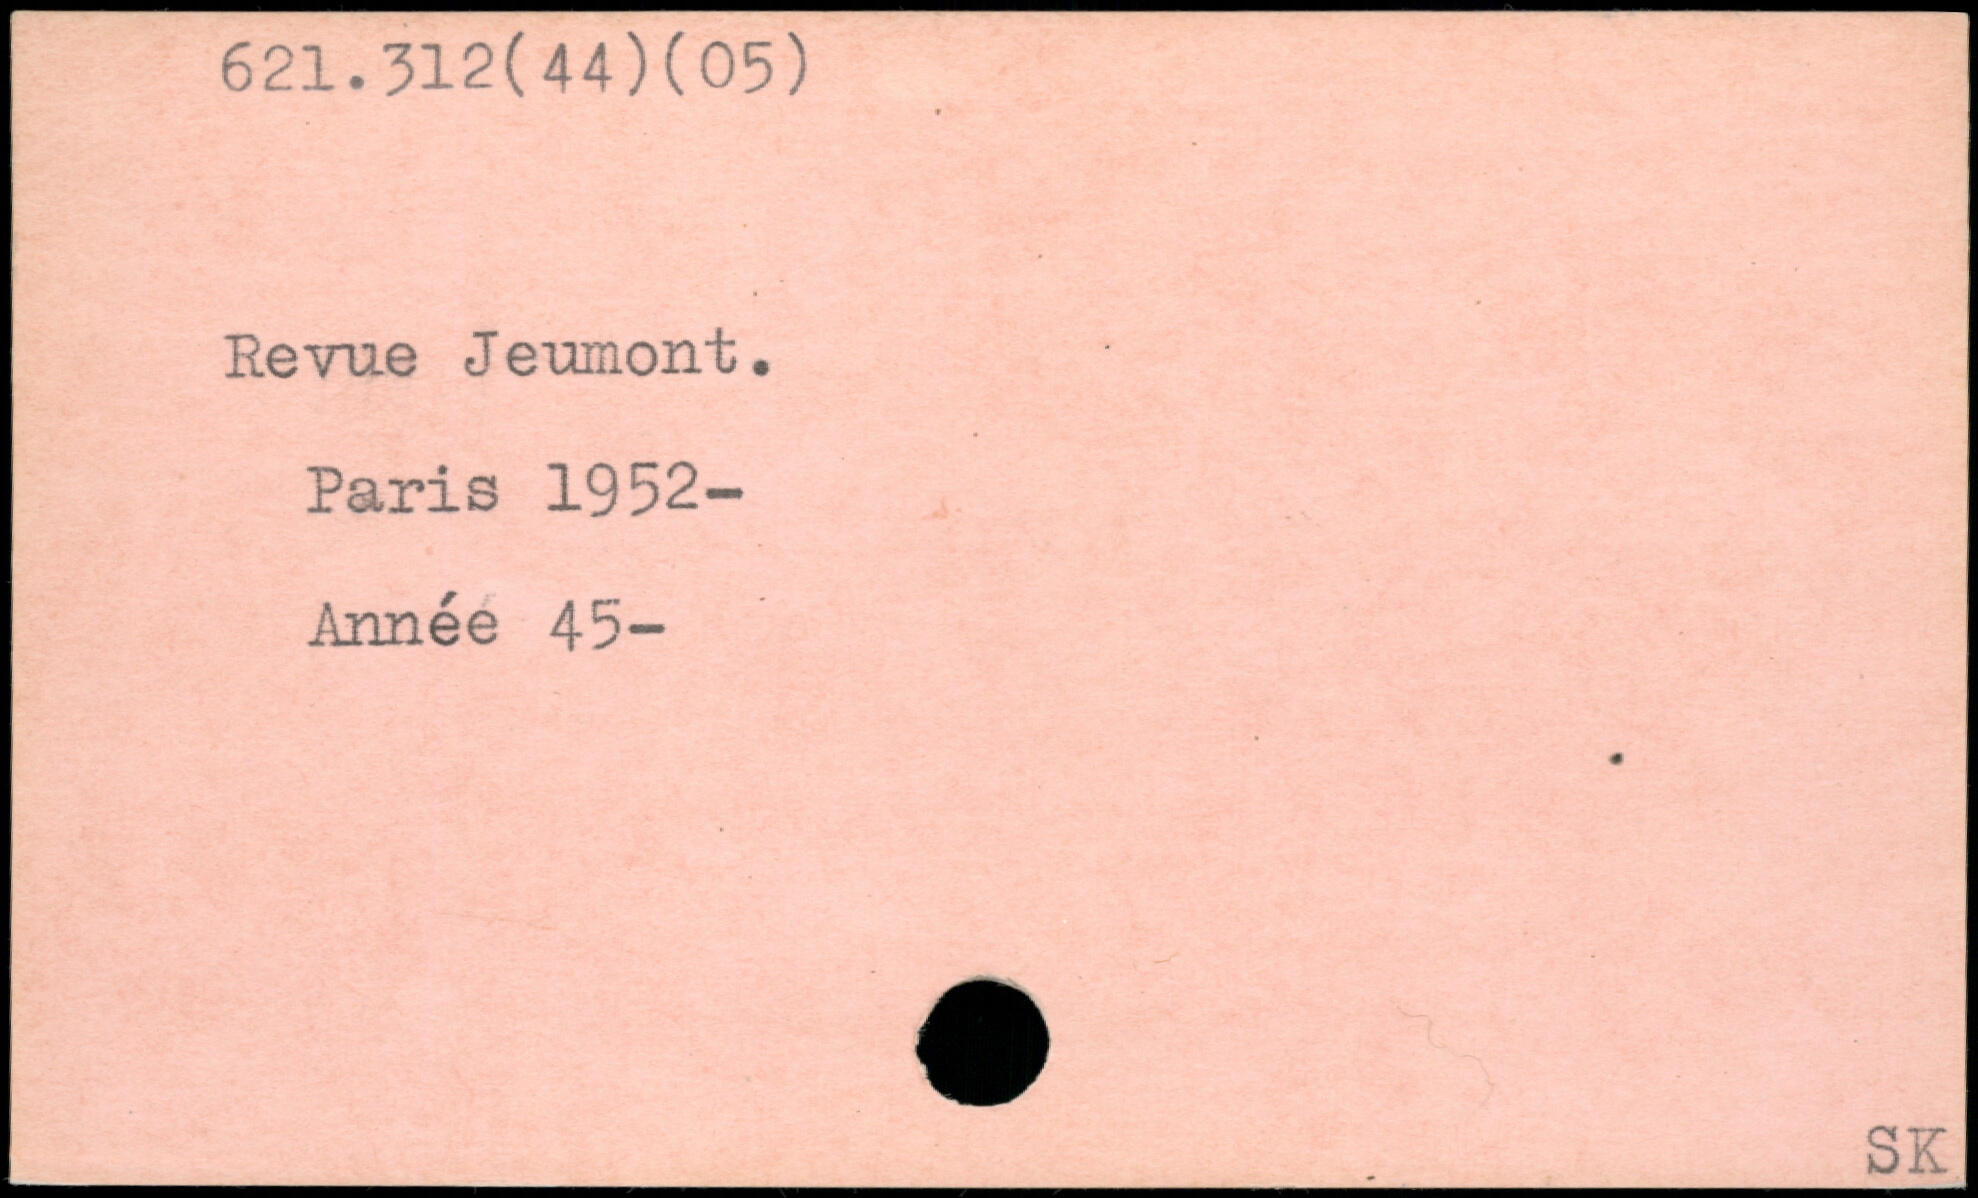 621.312(44)(05)
Revue Jeumont.
Paris 1952-
Année 45-
SK